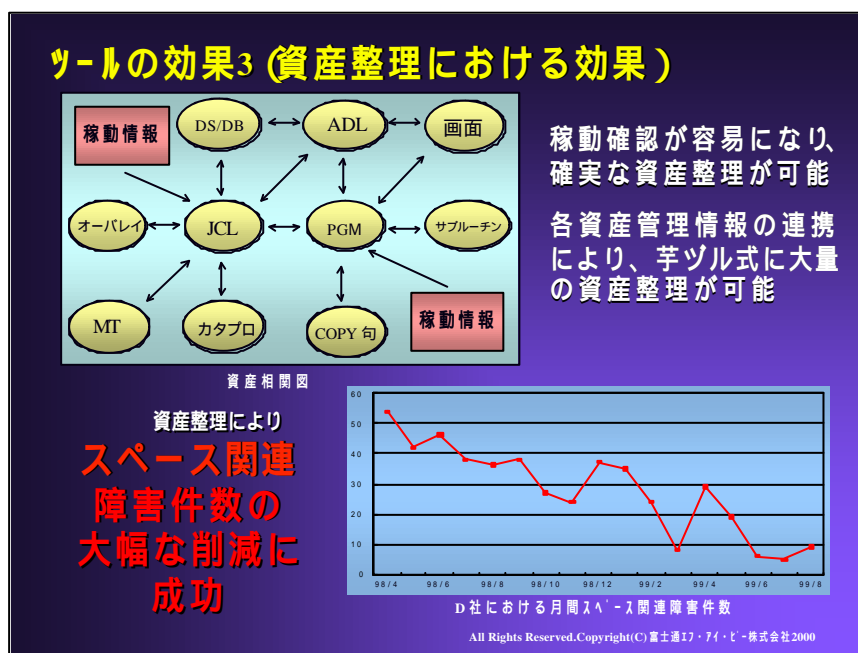 ツールの効果3（資産整理における効果）
稼動情報
DS/DB
ADL
画面
オーバレイ
JCL
PGM
サブルーチン
MT
カタプロ
COPY 句
稼動情報
資産相関図
稼動確認が容易になり、
確実な資産整理が可能
各資産管理情報の連携
により、芋ヅル式に大量
の資産整理が可能
資産整理により
スペース関連
障害件数の
大幅な削減に
成功
60
50
40
30
20
10
0
98/4 98/6 98/8 98/10 98/12 99/2 99/4 99/6 99/8
D社における月間ｽﾍﾟｰｽ関連障害件数
All Rights Reserved.Copyright(C) 富士通ｴﾌ・ｱｲ・ﾋﾟｰ株式会社2000